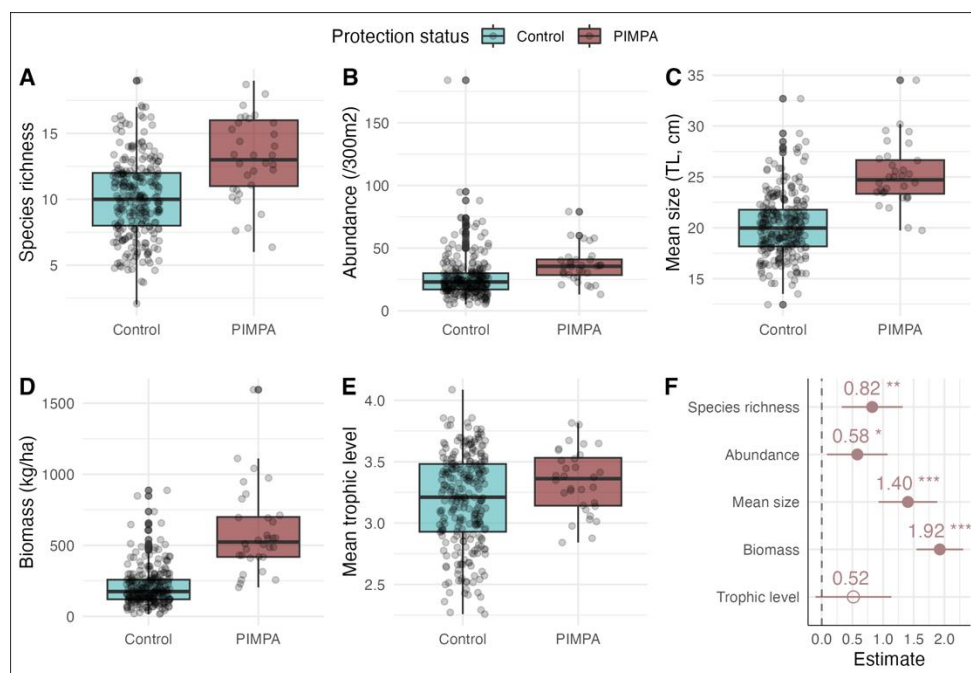 Protection status Control PIMPA
A
Species richness
15
10
5
Control PIMPA
B
Abundance (/300m2)
150
100
50
0
Control PIMPA
C
Mean size (TL, cm)
35
30
25
20
15
Control PIMPA
D
Biomass (kg/ha)
1500
1000
500
0
Control PIMPA
E
Mean trophic level
4.0
3.5
3.0
2.5
Control PIMPA
F
0.82 **
Species richness
0.58 *
Abundance
1.40 ***
Mean size
1.92 ***
Biomass
0.52
Trophic level
0.0 0.5 1.0 1.5 2.0
Estimate